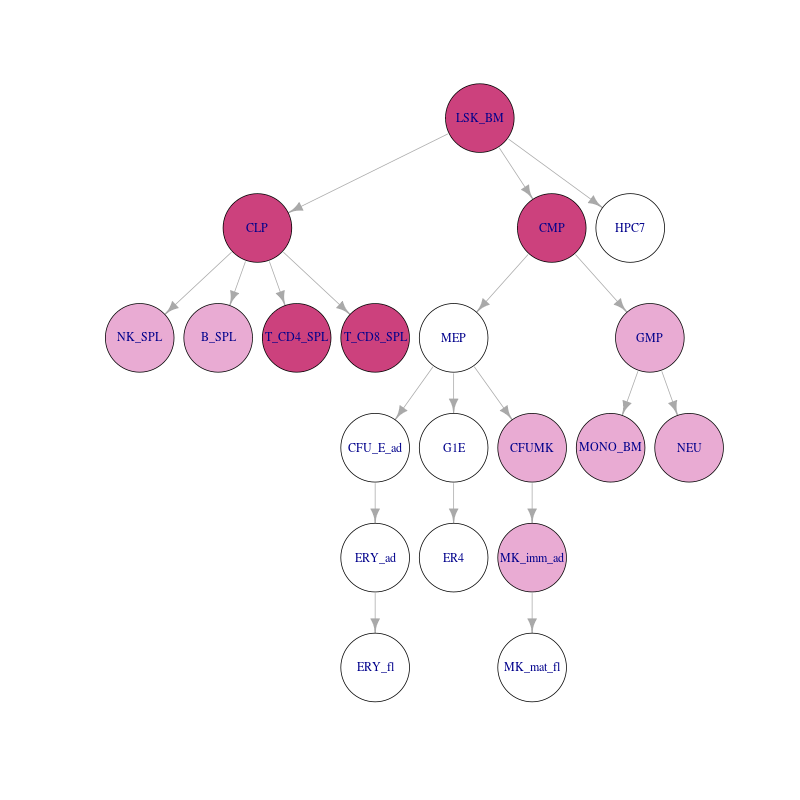 LSK_BM
CLP
CMP
HPC7
NK_SPL
B_SPL
T_CD4_SPL
T_CD8_SPL
MEP
GMP
CFU_E_ad
G1E
CFUMK
MONO_BM
NEU
ERY_ad
ER4
MK_imm_ad
ERY_fl
MK_mat_fl